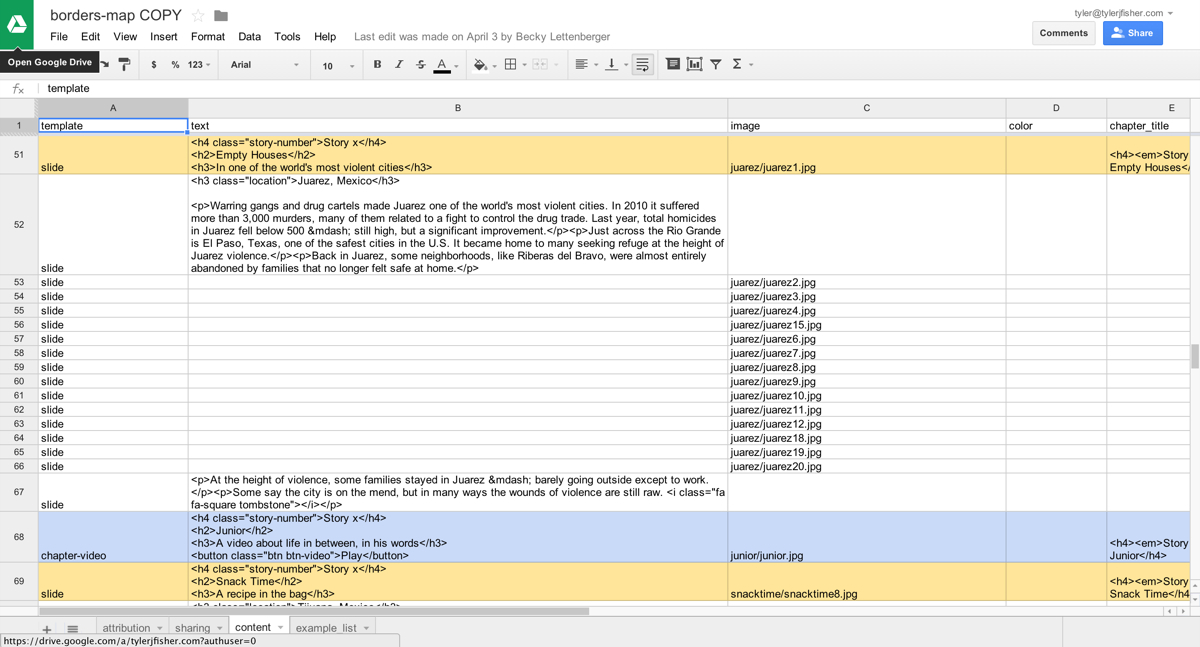 borders-map COPY
tyler@tylerjfisher.com
File Edit View Insert Format Data Tools Help Last edit was made on April 3 by Becky Lettenberger
Comments Share
Open Google Drive
$ % 123 Arial 10 B I S A Σ
fx template
A B C D E
1 template text image color chapter_title
51 slide
<h4 class="story-number">Story x</h4>
<h2>Empty Houses</h2>
<h3>In one of the world's most violent cities</h3>
juarez/juarez1.jpg
<h4><em>Story
Empty Houses</
52 slide
<h3 class="location">Juarez, Mexico</h3>
<p>Warring gangs and drug cartels made Juarez one of the world's most violent cities. In 2010 it suffered
more than 3,000 murders, many of them related to a fight to control the drug trade. Last year, total homicides
in Juarez fell below 500 &mdash; still high, but a significant improvement.</p><p>Just across the Rio Grande
is El Paso, Texas, one of the safest cities in the U.S. It became home to many seeking refuge at the height of
Juarez violence.</p><p>Back in Juarez, some neighborhoods, like Riberas del Bravo, were almost entirely
abandoned by families that no longer felt safe at home.</p>
53 slide juarez/juarez2.jpg
54 slide juarez/juarez3.jpg
55 slide juarez/juarez4.jpg
56 slide juarez/juarez15.jpg
57 slide juarez/juarez6.jpg
58 slide juarez/juarez7.jpg
59 slide juarez/juarez8.jpg
60 slide juarez/juarez9.jpg
61 slide juarez/juarez10.jpg
62 slide juarez/juarez11.jpg
63 slide juarez/juarez12.jpg
64 slide juarez/juarez18.jpg
65 slide juarez/juarez19.jpg
66 slide juarez/juarez20.jpg
67 slide
<p>At the height of violence, some families stayed in Juarez &mdash; barely going outside except to work.
</p><p>Some say the city is on the mend, but in many ways the wounds of violence are still raw. <i class="fa
fa-square tombstone"></i></p>
68 chapter-video
<h4 class="story-number">Story x</h4>
<h2>Junior</h2>
<h3>A video about life in between, in his words</h3>
<button class="btn btn-video">Play</button>
junior/junior.jpg
<h4><em>Story
Junior</h4>
69 slide
<h4 class="story-number">Story x</h4>
<h2>Snack Time</h2>
<h3>A recipe in the bag</h3>
snacktime/snacktime8.jpg
<h4><em>Story
Snack Time</h4
<h3 class="location">Tijuana, Mexico</h3>
attribution sharing content example_list
https://drive.google.com/a/tylerjfisher.com?authuser=0